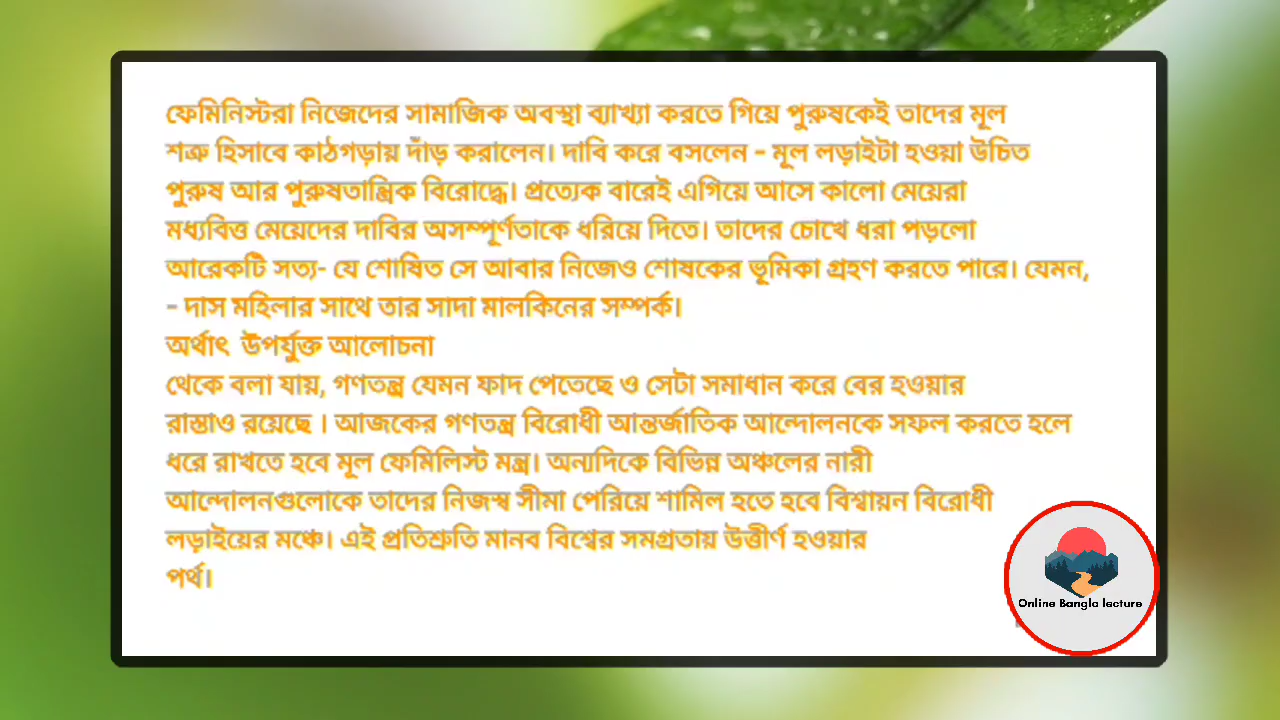 ফেমিনিস্টরা নিজেদের সামাজিক অবস্থা ব্যাখ্যা করতে গিয়ে পুরুষকেই তাদের মূল
শত্রু হিসাবে কাঠগড়ায় দাঁড় করালেন। দাবি করে বসলেন - মূল লড়াইটা হওয়া উচিত
পুরুষ আর পুরুষতান্ত্রিক বিরোদ্ধে। প্রত্যেক বারেই এগিয়ে আসে কালো মেয়েরা
মধ্যবিত্ত মেয়েদের দাবির অসম্পূর্ণতাকে ধরিয়ে দিতে। তাদের চোখে ধরা পড়লো
আরেকটি সত্য- যে শোষিত সে আবার নিজেও শোষকের ভূমিকা গ্রহণ করতে পারে। যেমন,
- দাস মহিলার সাথে তার সাদা মালকিনের সম্পর্ক।
অর্থাৎ উপর্যুক্ত আলোচনা
থেকে বলা যায়, গণতন্ত্র যেমন ফাদ পেতেছে ও সেটা সমাধান করে বের হওয়ার
রাস্তাও রয়েছে । আজকের গণতন্ত্র বিরোধী আন্তর্জাতিক আন্দোলনকে সফল করতে হলে
ধরে রাখতে হবে মূল ফেমিলিস্ট মন্ত্র। অন্যদিকে বিভিন্ন অঞ্চলের নারী
আন্দোলনগুলোকে তাদের নিজস্ব সীমা পেরিয়ে শামিল হতে হবে বিশ্বায়ন বিরোধী
লড়াইয়ের মঞ্চে। এই প্রতিশ্রুতি মানব বিশ্বের সমগ্রতায় উত্তীর্ণ হওয়ার
পর্থ।
Online Bangla lecture